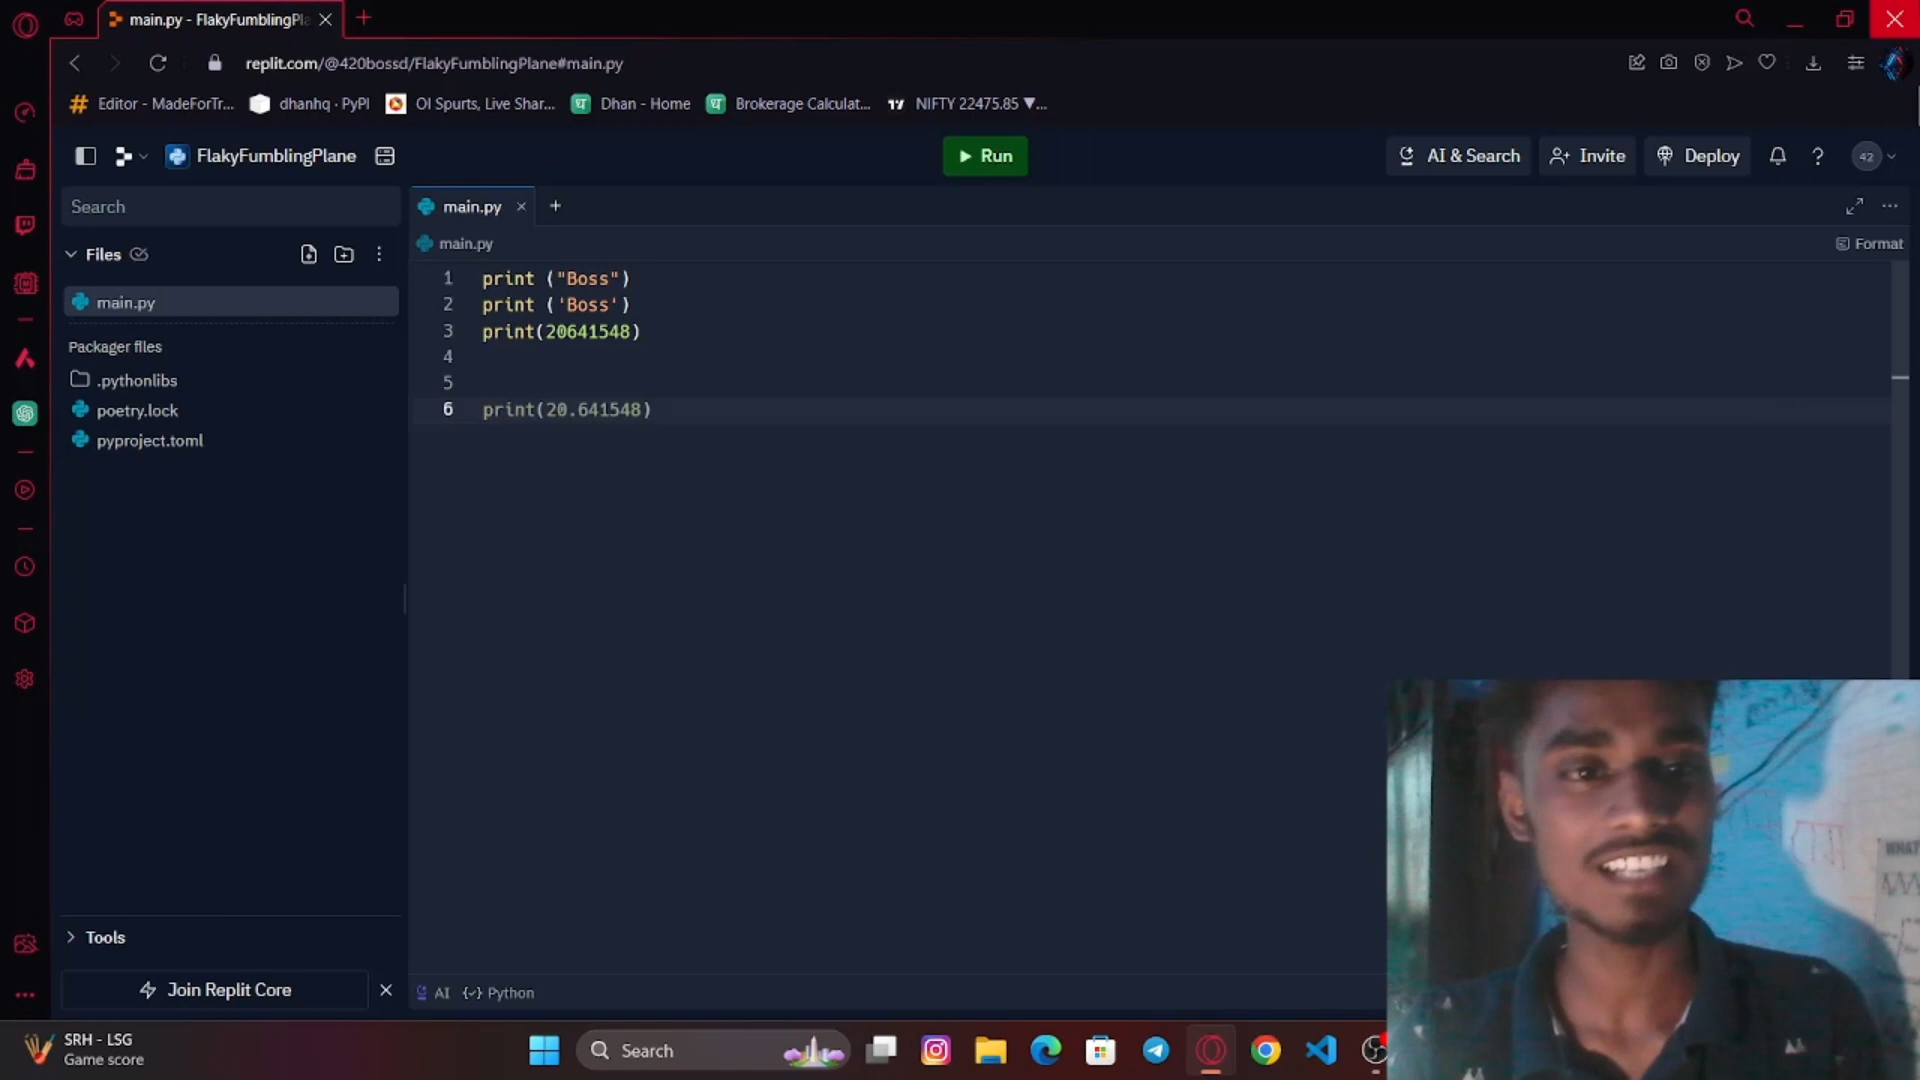 main.py - FlakyFumblingPla
replit.com/@420bossd/FlakyFumblingPlane#main.py
Editor - MadeForTr... dhanhq · PyPI OI Spurts, Live Shar... Dhan - Home Brokerage Calculat... NIFTY 22475.85 ▼...
FlakyFumblingPlane Run AI & Search Invite Deploy ? 42
Search
main.py
Files
main.py
Format
main.py
Packager files
.pythonlibs
poetry.lock
pyproject.toml
1 print ("Boss")
2 print ('Boss')
3 print(20641548)
4
5
6 print(20.641548)
WHAT
Tools
Join Replit Core
AI Python
SRH - LSG
Game score
Search